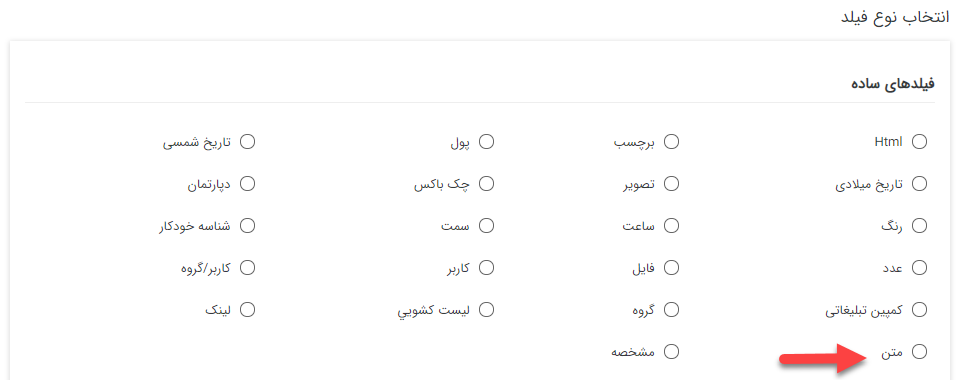 انتخاب نوع فیلد
فیلدهای ساده
Html برچسب پول تاریخ شمسی
تاریخ میلادی تصویر چک باکس دپارتمان
رنگ ساعت سمت شناسه خودکار
عدد فایل کاربر کاربر/گروه
کمپین تبلیغاتی گروه لیست کشویي لینک
متن مشخصه